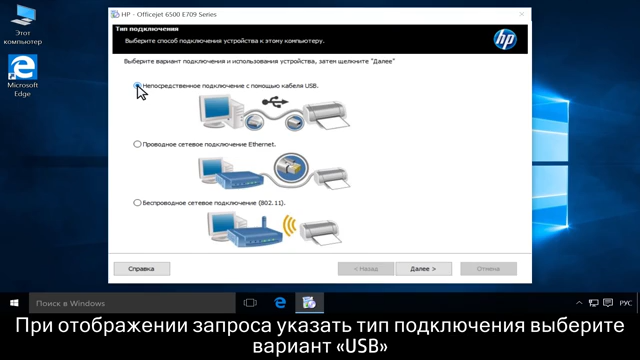 HP - Officejet 6500 E709 Series
Тип подключения
Выберите способ подключения устройства к этому компьютеру.
hp
Выберите вариант подключения и использования устройства, затем щелкните "Далее"
Непосредственное подключение с помощью кабеля USB.
Проводное сетевое подключение Ethernet.
Беспроводное сетевое подключение (802.11).
Справка
< Назад
Далее >
Отмена
Этот
компьютер
Microsoft
Edge
Поиск в Windows
РУС
При отображении запроса указать тип подключения выберите
вариант «USB»